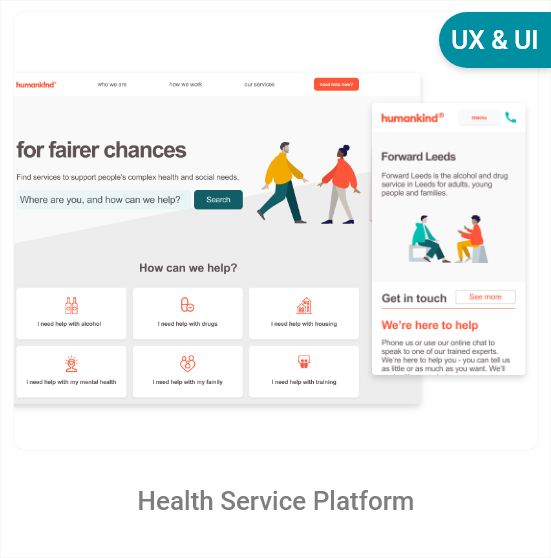 UX & UI
humankind®
who we are
how we work
our services
need help now?
for fairer chances
Find services to support people's complex health and social needs.
Where are you, and how can we help?
Search
How can we help?
I need help with alcohol
I need help with drugs
I need help with housing
I need help with my mental health
I need help with my family
I need help with training
humankind®
menu
Forward Leeds
Forward Leeds is the alcohol and drug
service in Leeds for adults, young
people and families.
Get in touch
See more
We're here to help
Phone us or use our online chat to
speak to one of our trained experts.
We're here to help you - you can tell us
as little or as much as you want. We'll
Health Service Platform